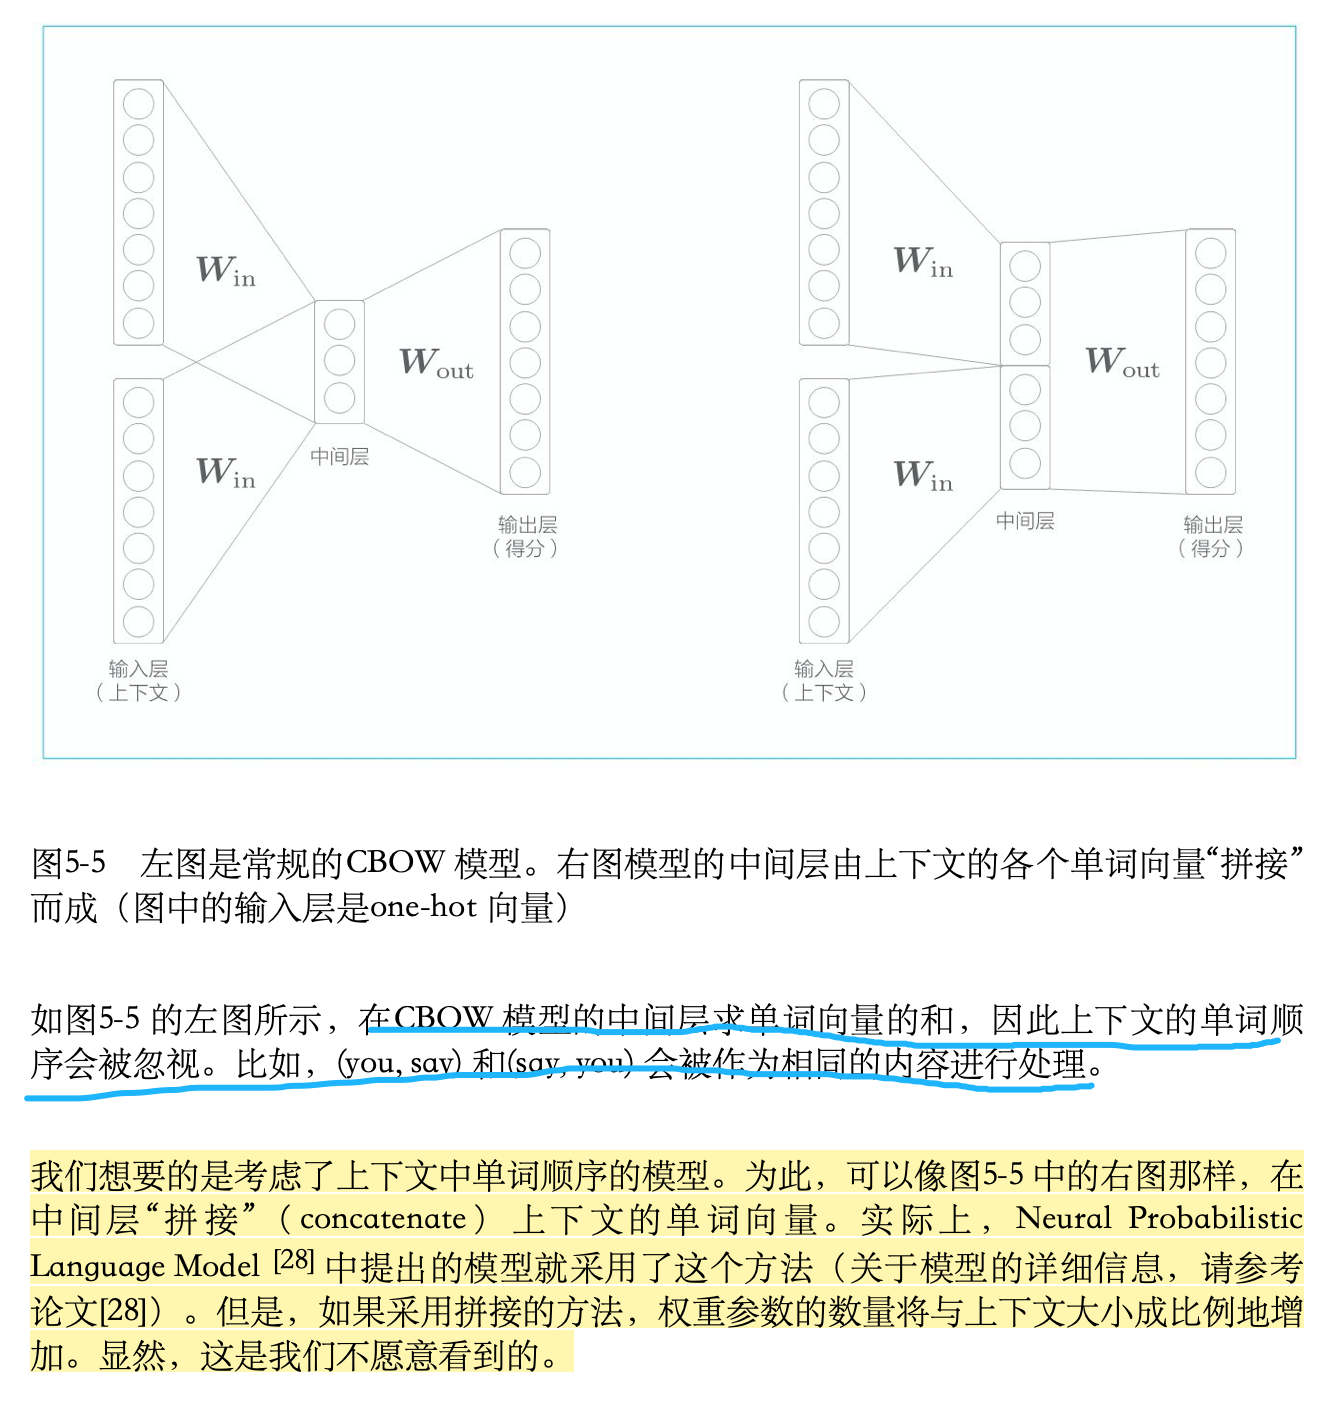 W_in
W_in
W_out
中间层
输出层
（得分）
输入层
（上下文）
W_in
W_in
W_out
中间层
输出层
（得分）
输入层
（上下文）
图5-5 左图是常规的CBOW 模型。右图模型的中间层由上下文的各个单词向量“拼接”
而成（图中的输入层是one-hot 向量）
如图5-5 的左图所示，在CBOW 模型的中间层求单词向量的和，因此上下文的单词顺
序会被忽视。比如，(you, say) 和(say, you) 会被作为相同的内容进行处理。
我们想要的是考虑了上下文中单词顺序的模型。为此，可以像图5-5 中的右图那样，在
中间层“拼接”（concatenate）上下文的单词向量。实际上，Neural Probabilistic
Language Model [28] 中提出的模型就采用了这个方法（关于模型的详细信息，请参考
论文[28]）。但是，如果采用拼接的方法，权重参数的数量将与上下文大小成比例地增
加。显然，这是我们不愿意看到的。